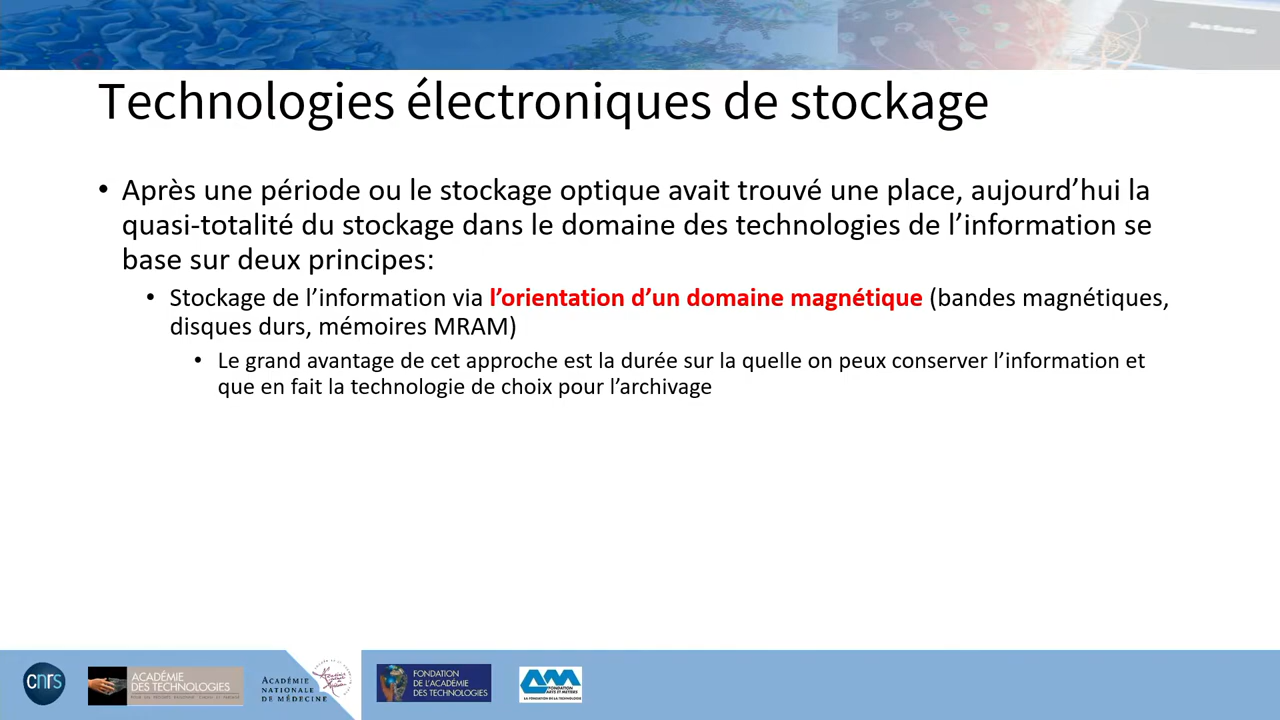 Technologies électroniques de stockage
• Après une période ou le stockage optique avait trouvé une place, aujourd’hui la
quasi-totalité du stockage dans le domaine des technologies de l’information se
base sur deux principes:
• Stockage de l’information via l’orientation d’un domaine magnétique (bandes magnétiques,
disques durs, mémoires MRAM)
• Le grand avantage de cet approche est la durée sur la quelle on peux conserver l’information et
que en fait la technologie de choix pour l’archivage
cnrs
ACADÉMIE
DES TECHNOLOGIES
ACADÉMIE
NATIONALE
DE MÉDECINE
FONDATION
DE L'ACADÉMIE
DES TECHNOLOGIES
FONDATION
ARTS ET MÉTIERS